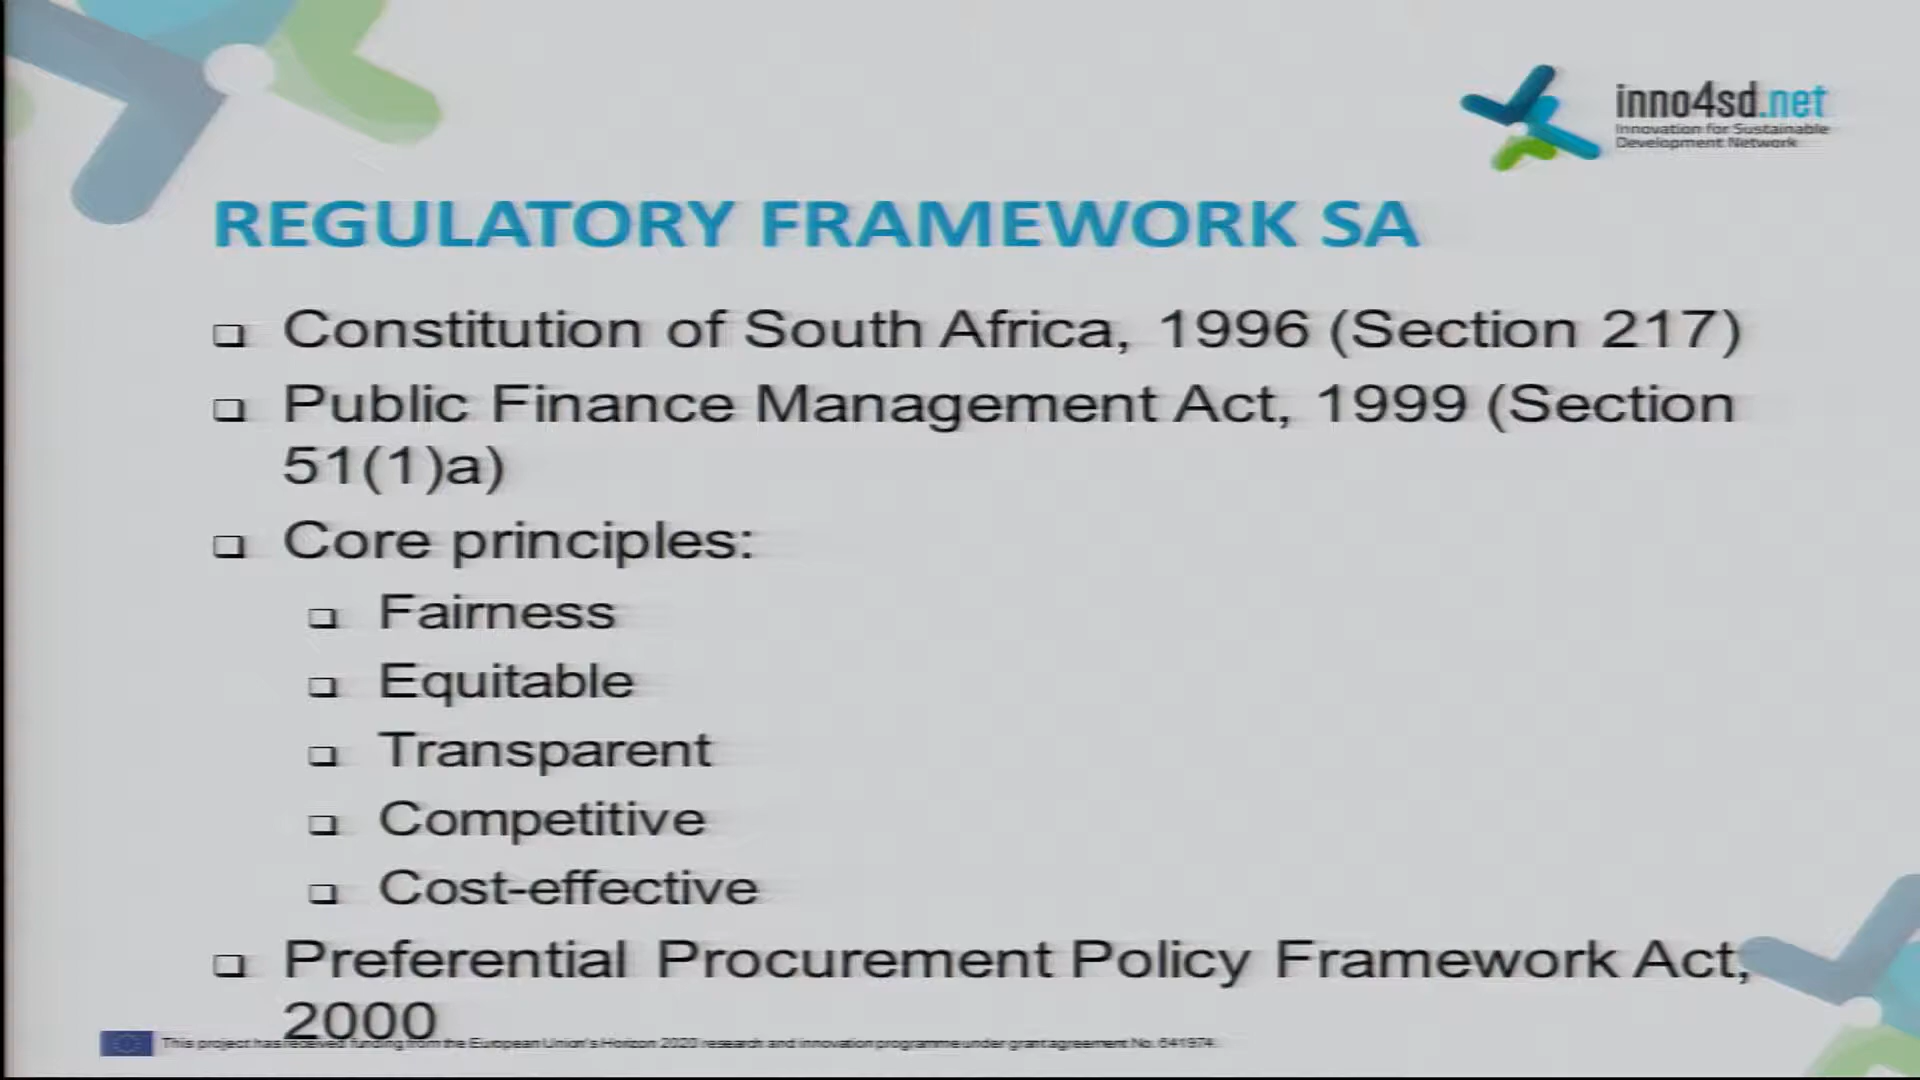 inno4sd.net
Innovation for Sustainable
Development Network
REGULATORY FRAMEWORK SA
Constitution of South Africa, 1996 (Section 217)
Public Finance Management Act, 1999 (Section
51(1)a)
Core principles:
Fairness
Equitable
Transparent
Competitive
Cost-effective
Preferential Procurement Policy Framework Act,
2000
This project has received funding from the European Union's Horizon 2020 research and innovation programme under grant agreement No. 641974